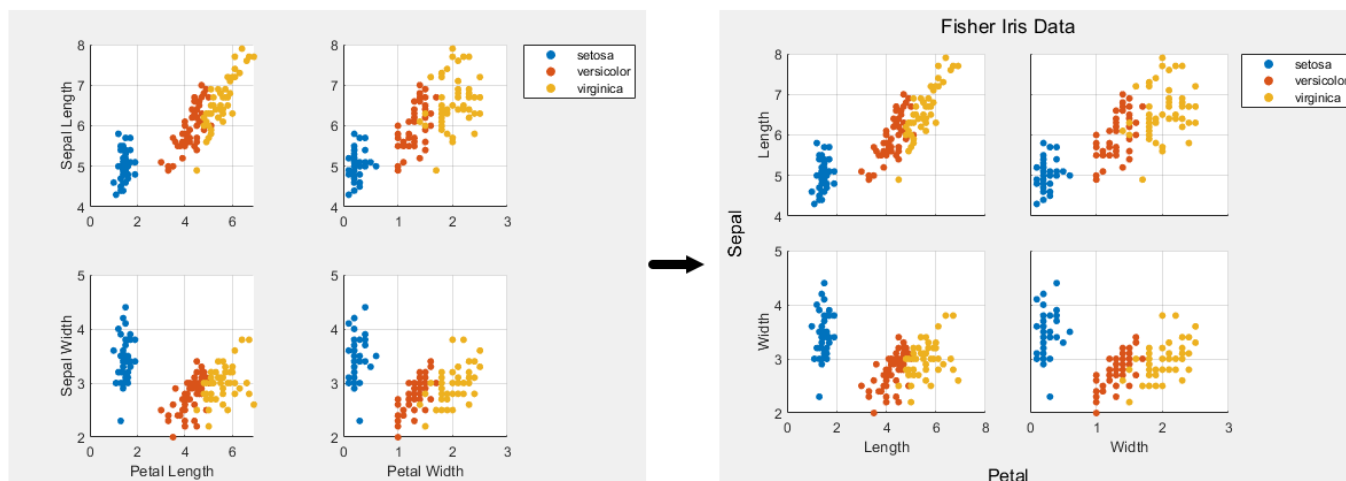 8
7
6
5
4
Sepal Length
0 2 4 6
0 1 2 3
8
7
6
5
4
setosa
versicolor
virginica
5
4
3
2
Sepal Width
0 2 4 6
Petal Length
5
4
3
2
0 1 2 3
Petal Width
Fisher Iris Data
8
7
6
5
4
Length
setosa
versicolor
virginica
Sepal
5
4
3
2
Width
0 2 4 6 8
Length
0 1 2 3
Width
Petal